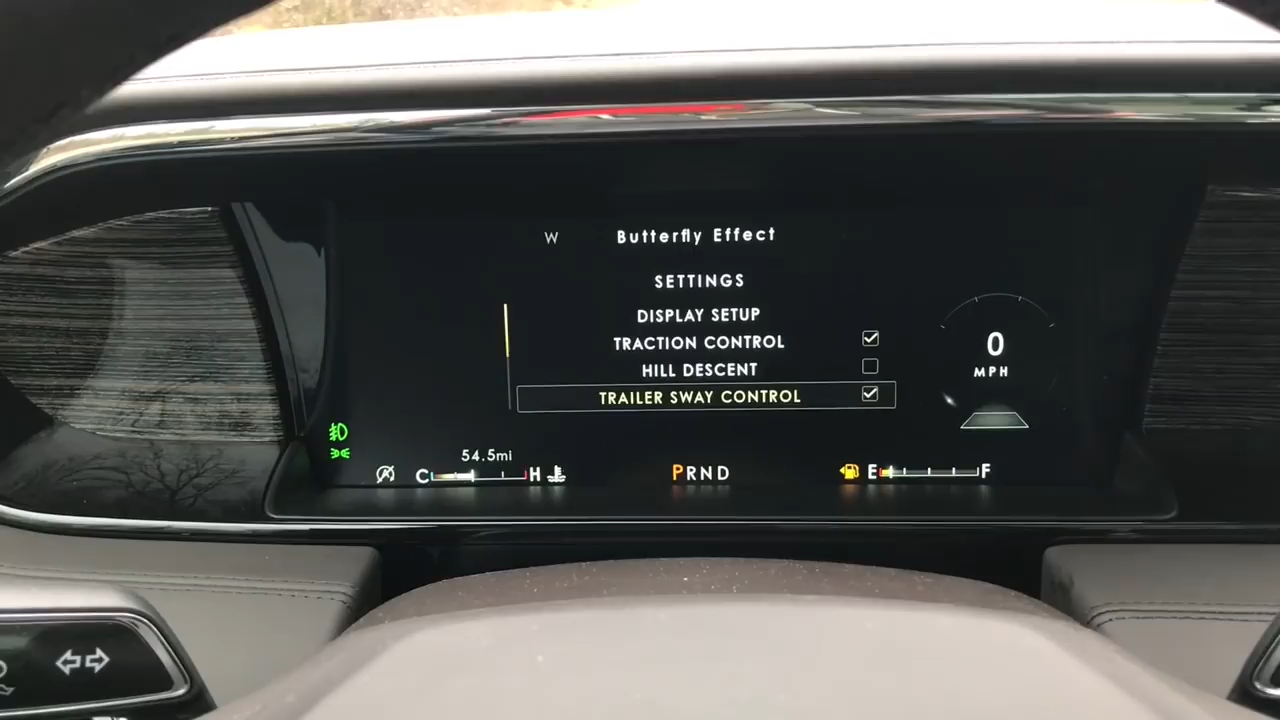 W Butterfly Effect
SETTINGS
DISPLAY SETUP
TRACTION CONTROL
HILL DESCENT
TRAILER SWAY CONTROL
0
MPH
54.5mi
C H
PRND
E F